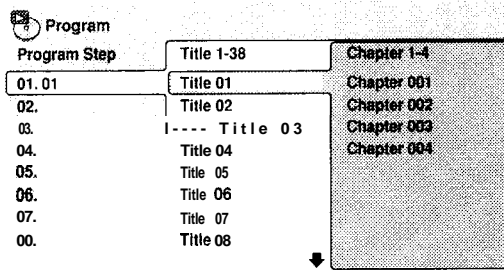 Program
Program Step Title 1-38 Chapter 1-4
01. 01 Title 01 Chapter 001
02. Title 02 Chapter 002
03. I---- Title 03 Chapter 003
04. Title 04 Chapter 004
05. Title 05
06. Title 06
07. Title 07
00. Title 08